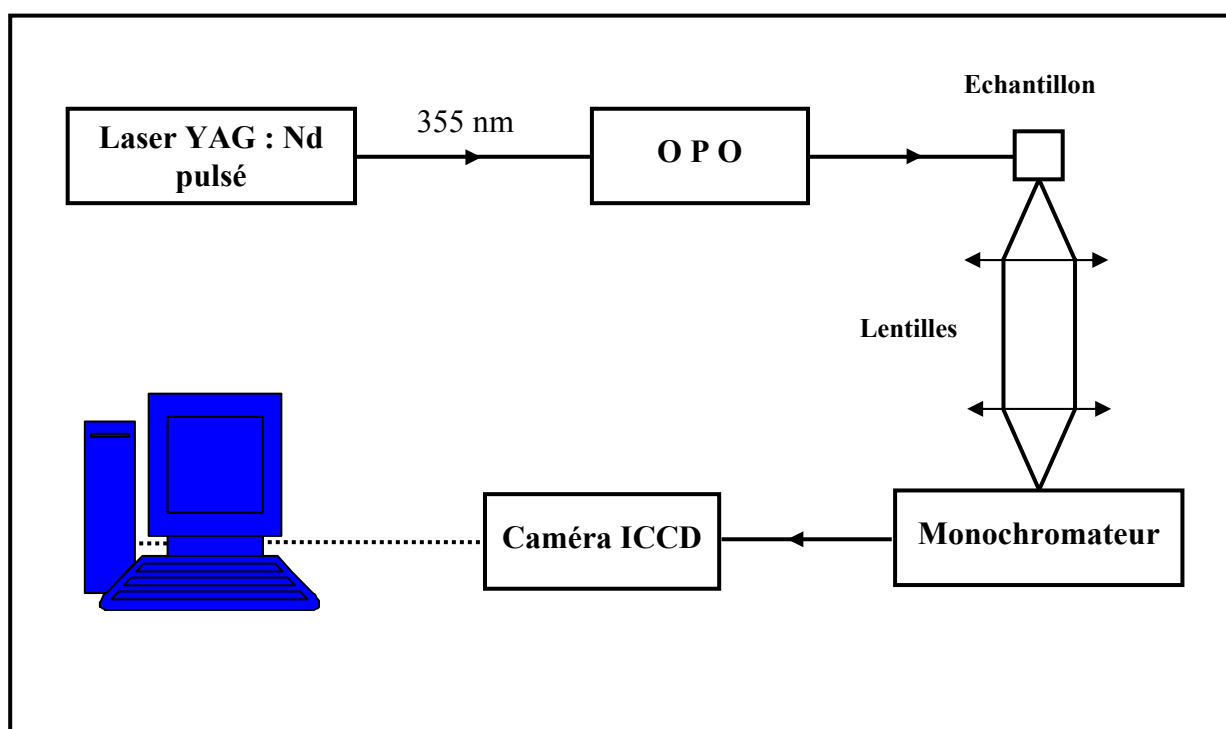 Echantillon
Laser YAG : Nd
pulsé
355 nm
O P O
Lentilles
Caméra ICCD
Monochromateur